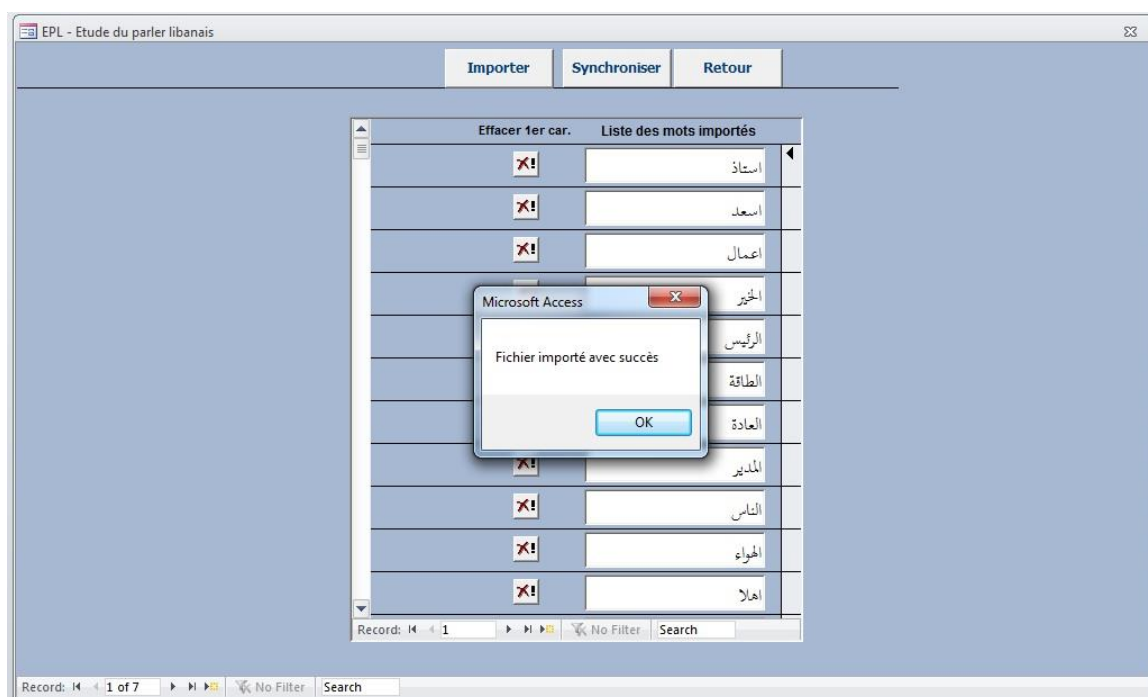 EPL - Etude du parler libanais
Importer Synchroniser Retour
Effacer 1er car. Liste des mots importés
استاذ
اسعد
اعمال
الخير
الرئيس
الطاقة
العادة
المدير
الناس
الهواء
اهلا
Microsoft Access
Fichier importé avec succès
OK
Record: 1 No Filter Search
Record: 1 of 7 No Filter Search